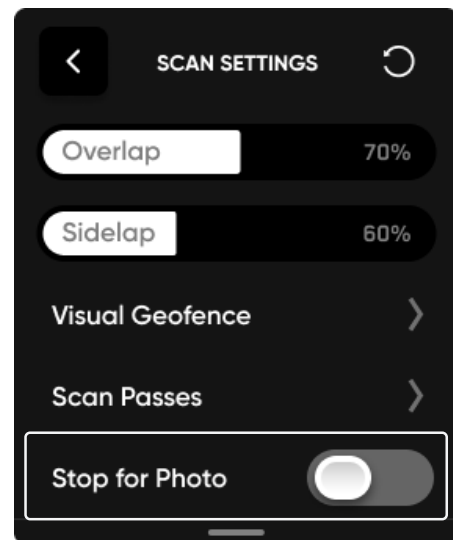 SCAN SETTINGS
Overlap 70%
Sidelap 60%
Visual Geofence
Scan Passes
Stop for Photo